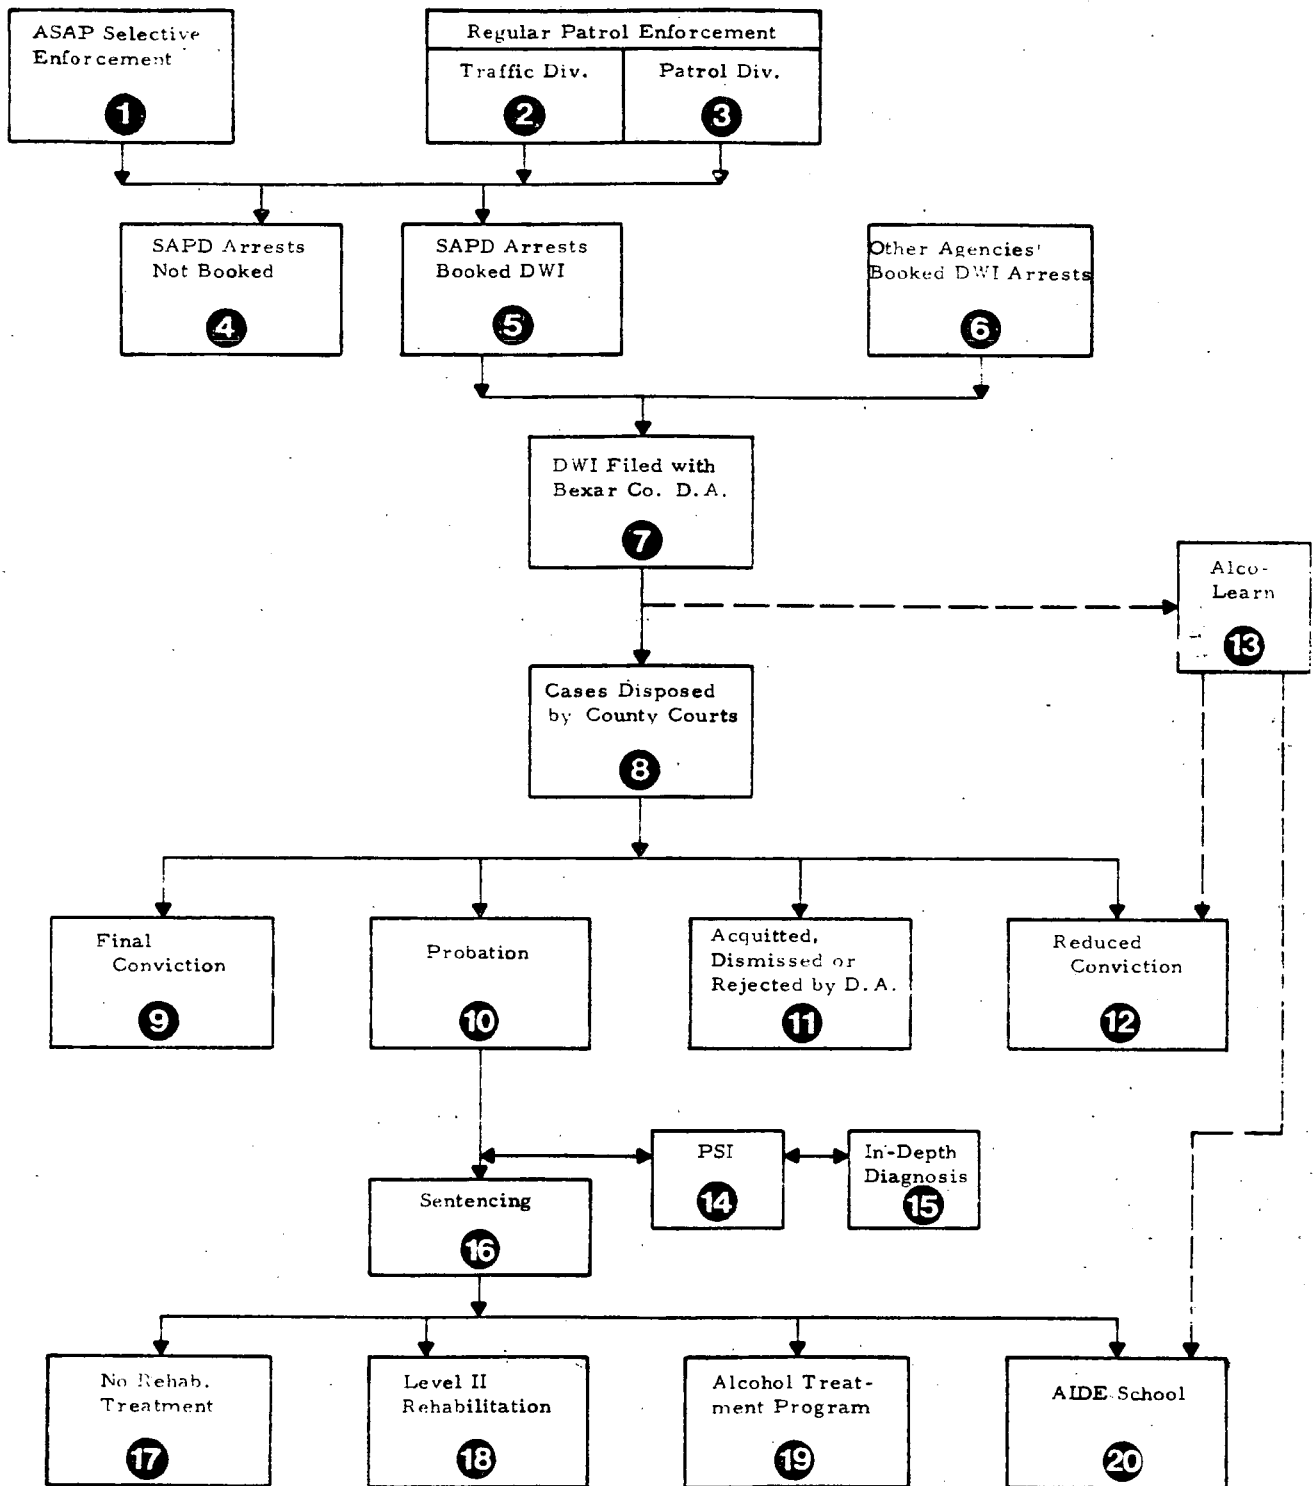 ASAP Selective
Enforcement
1
Regular Patrol Enforcement
Traffic Div.
2
Patrol Div.
3
SAPD Arrests
Not Booked
4
SAPD Arrests
Booked DWI
5
Other Agencies'
Booked DWI Arrests
6
DWI Filed with
Bexar Co. D.A.
7
Alco-
Learn
13
Cases Disposed
by County Courts
8
Final
Conviction
9
Probation
10
Acquitted,
Dismissed or
Rejected by D.A.
11
Reduced
Conviction
12
PSI
14
In-Depth
Diagnosis
15
Sentencing
16
No Rehab.
Treatment
17
Level II
Rehabilitation
18
Alcohol Treat-
ment Program
19
AIDE School
20